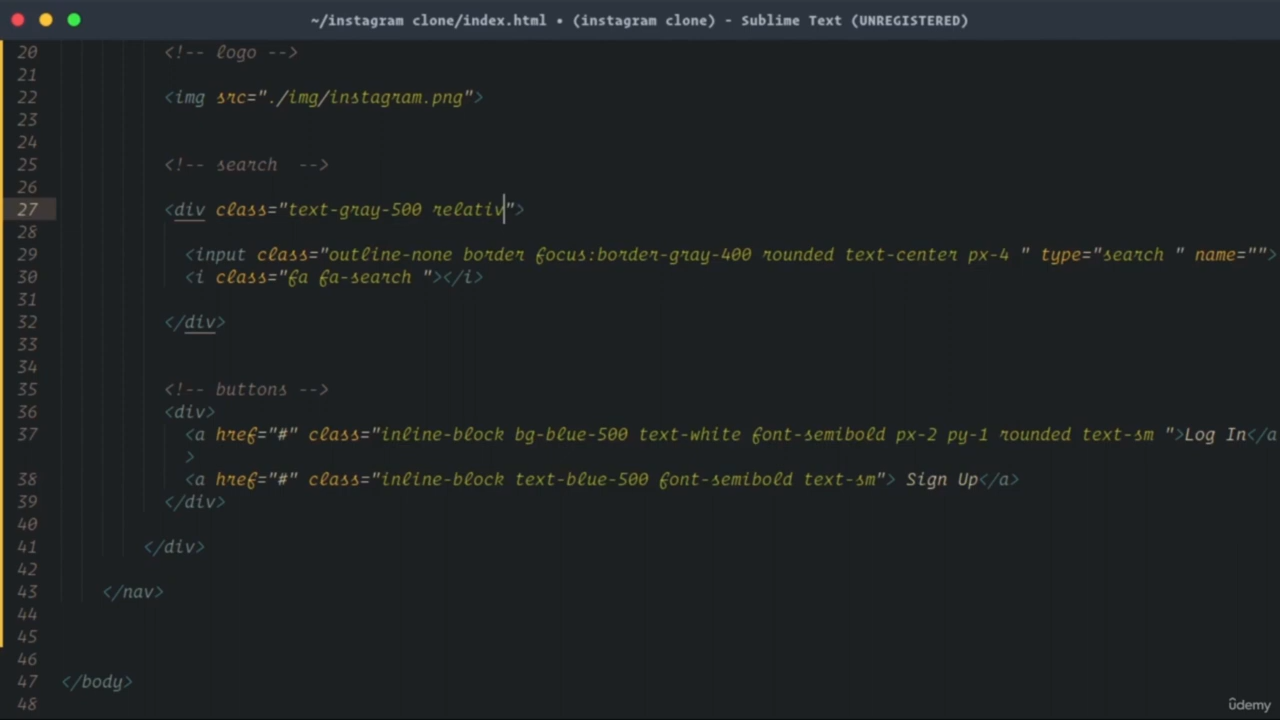 ~/instagram clone/index.html • (instagram clone) - Sublime Text (UNREGISTERED)
20 <!-- logo -->
21
22 <img src="./img/instagram.png">
23
24
25 <!-- search  -->
26
27 <div class="text-gray-500 relativ">
28
29 <input class="outline-none border focus:border-gray-400 rounded text-center px-4 " type="search " name="">
30 <i class="fa fa-search "></i>
31
32 </div>
33
34
35 <!-- buttons -->
36 <div>
37 <a href="#" class="inline-block bg-blue-500 text-white font-semibold px-2 py-1 rounded text-sm ">Log In</a
>
38 <a href="#" class="inline-block text-blue-500 font-semibold text-sm"> Sign Up</a>
39 </div>
40
41 </div>
42
43 </nav>
44
45
46
47 </body>
48
ûdemy